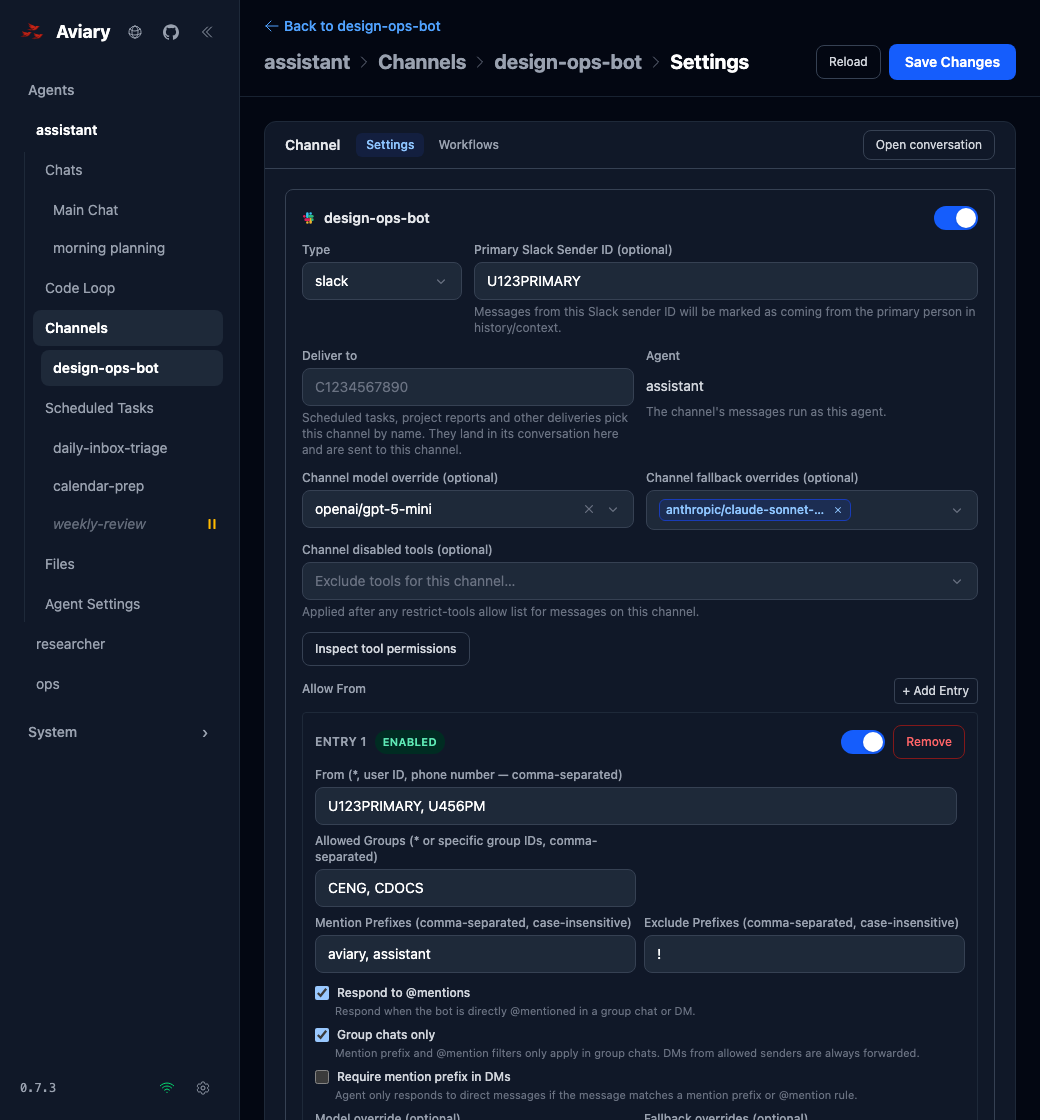 Aviary
Agents
assistant
Chats
Main Chat
morning planning
Code Loop
Channels
design-ops-bot
Scheduled Tasks
daily-inbox-triage
calendar-prep
weekly-review
Files
Agent Settings
researcher
ops
System
0.7.3
← Back to design-ops-bot
assistant > Channels > design-ops-bot > Settings
Reload
Save Changes
Channel
Settings
Workflows
Open conversation
design-ops-bot
Type
Primary Slack Sender ID (optional)
slack
U123PRIMARY
Messages from this Slack sender ID will be marked as coming from the primary person in
history/context.
Deliver to
Agent
C1234567890
assistant
The channel's messages run as this agent.
Scheduled tasks, project reports and other deliveries pick
this channel by name. They land in its conversation here
and are sent to this channel.
Channel model override (optional)
Channel fallback overrides (optional)
openai/gpt-5-mini
anthropic/claude-sonnet-...
Channel disabled tools (optional)
Exclude tools for this channel...
Applied after any restrict-tools allow list for messages on this channel.
Inspect tool permissions
Allow From
+ Add Entry
ENTRY 1
ENABLED
Remove
From (*, user ID, phone number — comma-separated)
U123PRIMARY, U456PM
Allowed Groups (* or specific group IDs, comma-
separated)
CENG, CDOCS
Mention Prefixes (comma-separated, case-insensitive)
Exclude Prefixes (comma-separated, case-insensitive)
aviary, assistant
!
Respond to @mentions
Respond when the bot is directly @mentioned in a group chat or DM.
Group chats only
Mention prefix and @mention filters only apply in group chats. DMs from allowed senders are always forwarded.
Require mention prefix in DMs
Agent only responds to direct messages if the message matches a mention prefix or @mention rule.
Model override (optional)
Fallback overrides (optional)